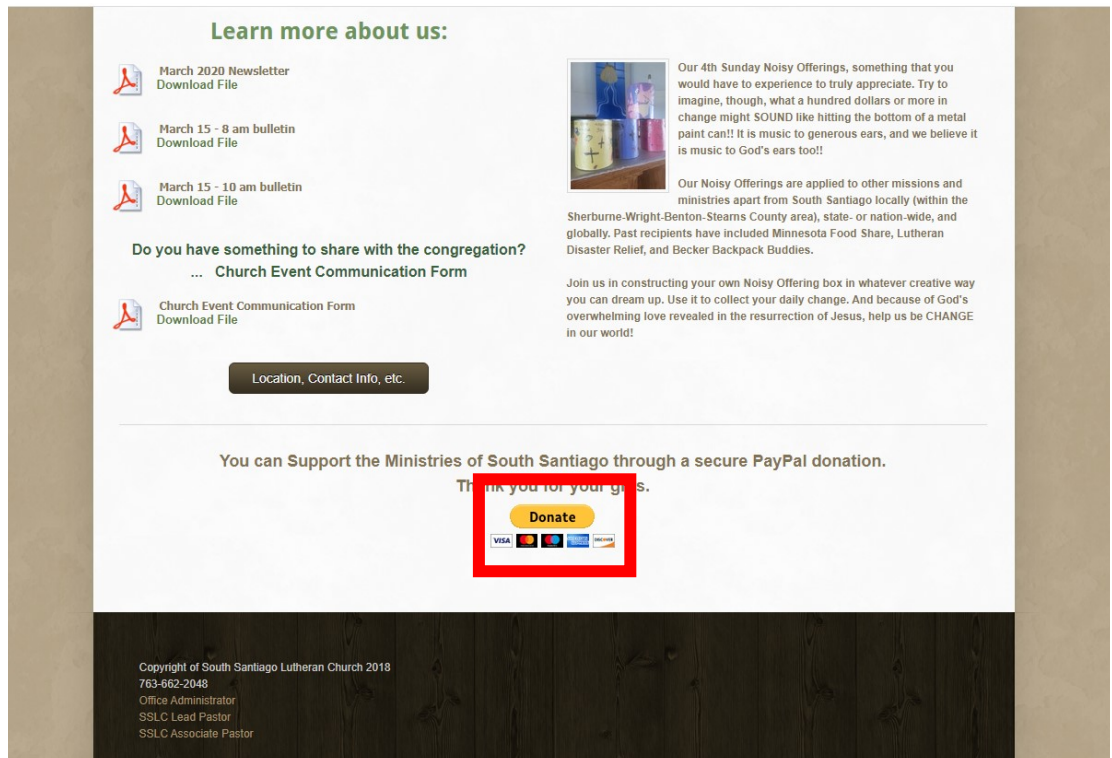 Learn more about us:
March 2020 Newsletter
Download File
March 15 - 8 am bulletin
Download File
March 15 - 10 am bulletin
Download File
Do you have something to share with the congregation?
... Church Event Communication Form
Church Event Communication Form
Download File
Location, Contact Info, etc.
Our 4th Sunday Noisy Offerings, something that you
would have to experience to truly appreciate. Try to
imagine, though, what a hundred dollars or more in
change might SOUND like hitting the bottom of a metal
paint can!! It is music to generous ears, and we believe it
is music to God's ears too!!
Our Noisy Offerings are applied to other missions and
ministries apart from South Santiago locally (within the
Sherburne-Wright-Benton-Stearns County area), state- or nation-wide, and
globally. Past recipients have included Minnesota Food Share, Lutheran
Disaster Relief, and Becker Backpack Buddies.
Join us in constructing your own Noisy Offering box in whatever creative way
you can dream up. Use it to collect your daily change. And because of God's
overwhelming love revealed in the resurrection of Jesus, help us be CHANGE
in our world!
You can Support the Ministries of South Santiago through a secure PayPal donation.
you for your
Donate
VISA
Copyright of South Santiago Lutheran Church 2018
763-662-2048
Office Administrator
SSLC Lead Pastor
SSLC Associate Pastor